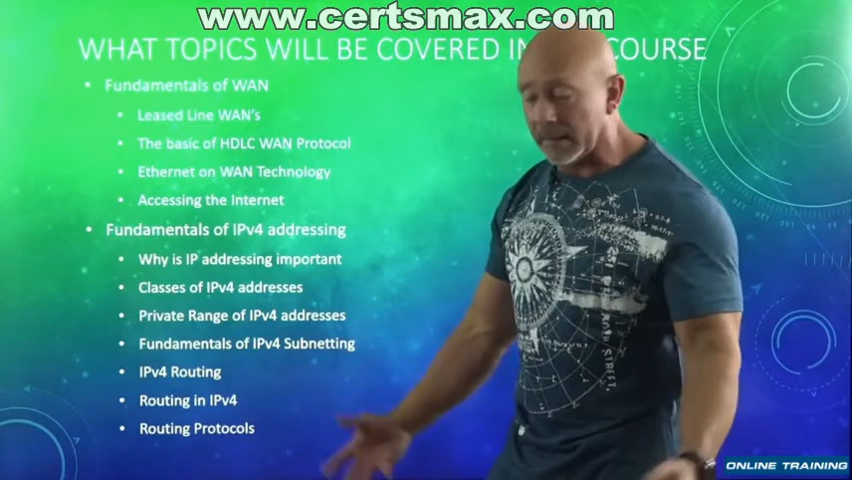 www.certsmax.com
WHAT TOPICS WILL BE COVERED IN COURSE
• Fundamentals of WAN
• Leased Line WAN's
• The basic of HDLC WAN Protocol
• Ethernet on WAN Technology
• Accessing the Internet
• Fundamentals of IPv4 addressing
• Why is IP addressing important
• Classes of IPv4 addresses
• Private Range of IPv4 addresses
• Fundamentals of IPv4 Subnetting
• IPv4 Routing
• Routing in IPv4
• Routing Protocols
ONLINE TRAINING